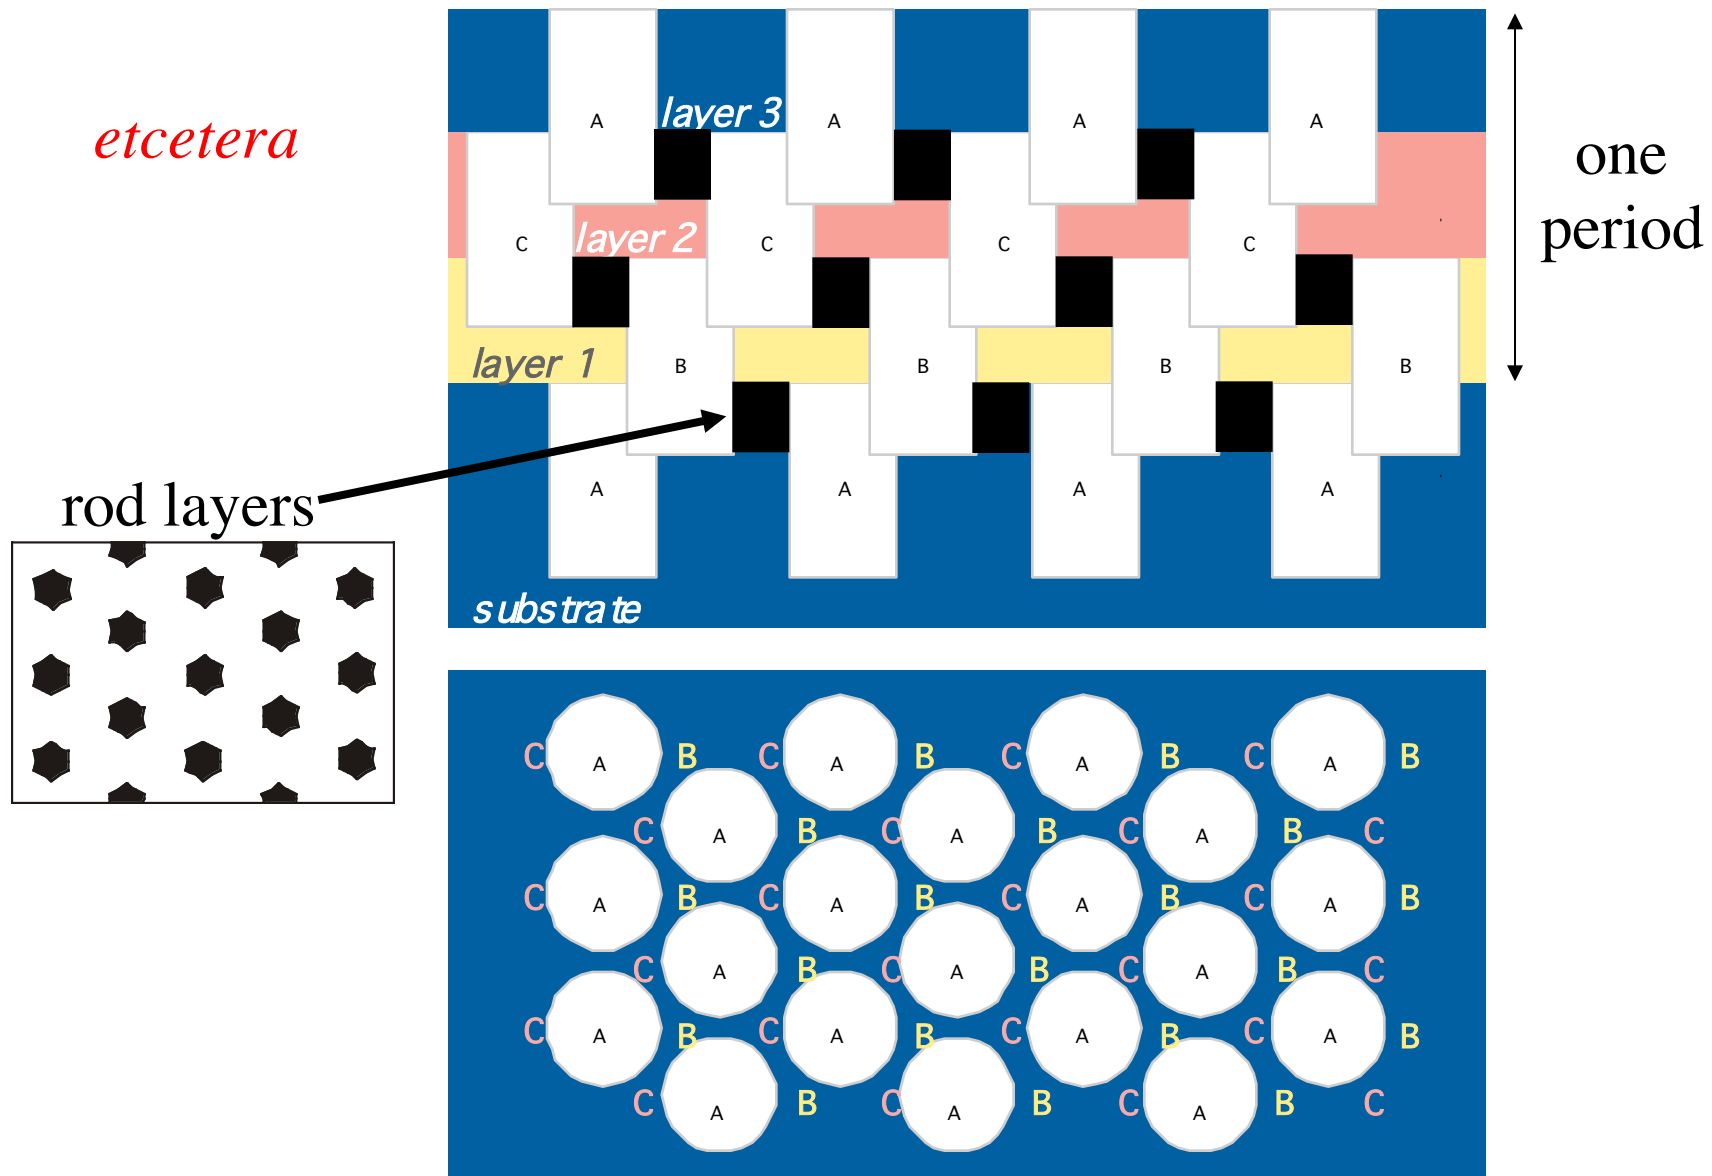 etcetera
A layer 3 A A A
one
period
C layer 2 C C C
layer 1 B B B B
rod layers
A A A A
substrate
C A B C A B C A B C A B
C A B C A B C A B C
C A B C A B C A B C A B
C A B C A B C A B C
C A B C A B C A B C A B
C A B C A B C A B C